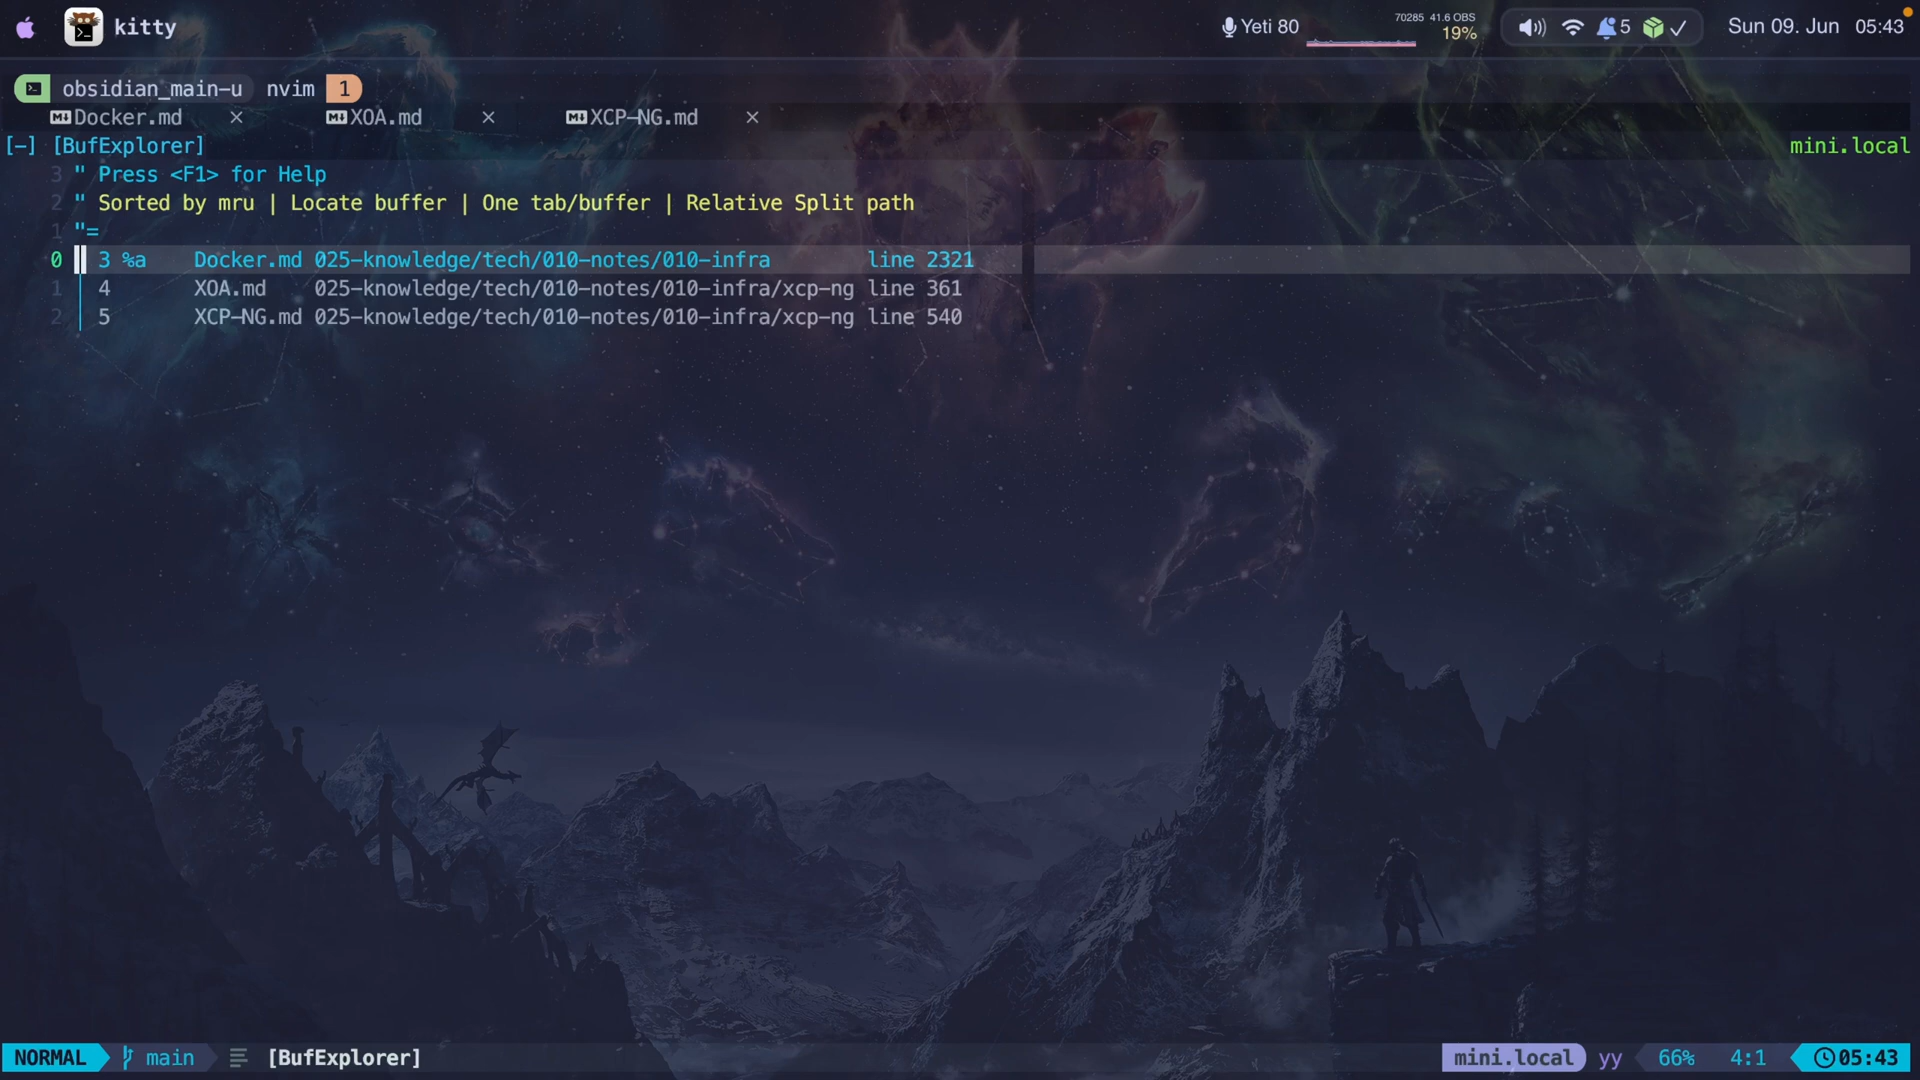 kitty
Yeti 80
70285 41.6 OBS
19%
5
Sun 09. Jun 05:43
obsidian_main-u nvim 1
Docker.md × XOA.md × XCP-NG.md ×
[-] [BufExplorer] mini.local
3 " Press <F1> for Help
2 " Sorted by mru | Locate buffer | One tab/buffer | Relative Split path
1 "=
0 3 %a Docker.md 025-knowledge/tech/010-notes/010-infra line 2321
1 4 XOA.md 025-knowledge/tech/010-notes/010-infra/xcp-ng line 361
2 5 XCP-NG.md 025-knowledge/tech/010-notes/010-infra/xcp-ng line 540
NORMAL main [BufExplorer] mini.local yy 66% 4:1 05:43